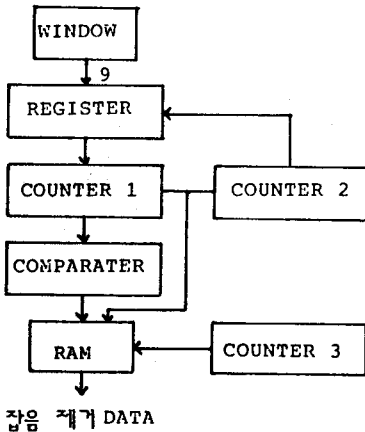 WINDOW
9
REGISTER
COUNTER 1
COUNTER 2
COMPARATER
RAM
COUNTER 3
잡음 제거 DATA